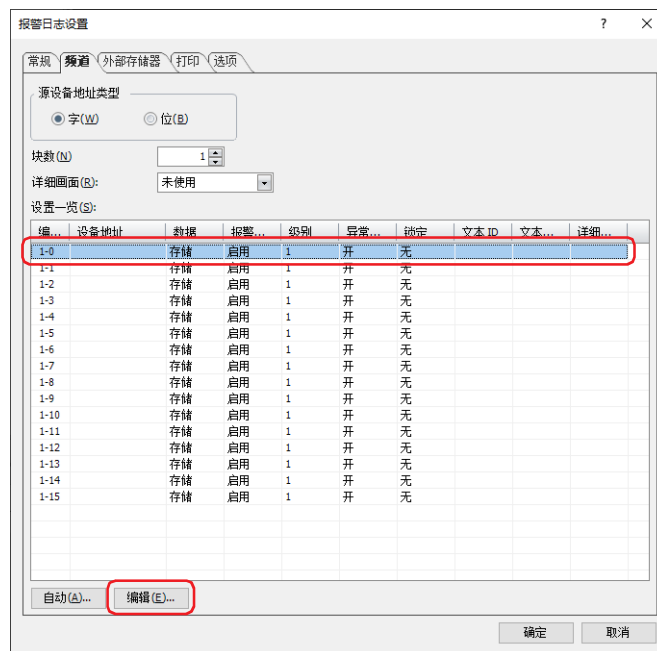 报警日志设置 ? ×
常规 频道 外部存储器 打印 选项
源设备地址类型
字(W) 位(B)
块数(N) 1
详细画面(R): 未使用
设置一览(S):
编... 设备地址 数据 报警... 级别 异常... 锁定 文本 ID 文本... 详细...
1-0 存储 启用 1 开 无
1-1 存储 启用 1 开 无
1-2 存储 启用 1 开 无
1-3 存储 启用 1 开 无
1-4 存储 启用 1 开 无
1-5 存储 启用 1 开 无
1-6 存储 启用 1 开 无
1-7 存储 启用 1 开 无
1-8 存储 启用 1 开 无
1-9 存储 启用 1 开 无
1-10 存储 启用 1 开 无
1-11 存储 启用 1 开 无
1-12 存储 启用 1 开 无
1-13 存储 启用 1 开 无
1-14 存储 启用 1 开 无
1-15 存储 启用 1 开 无
自动(A)... 编辑(E)...
确定 取消